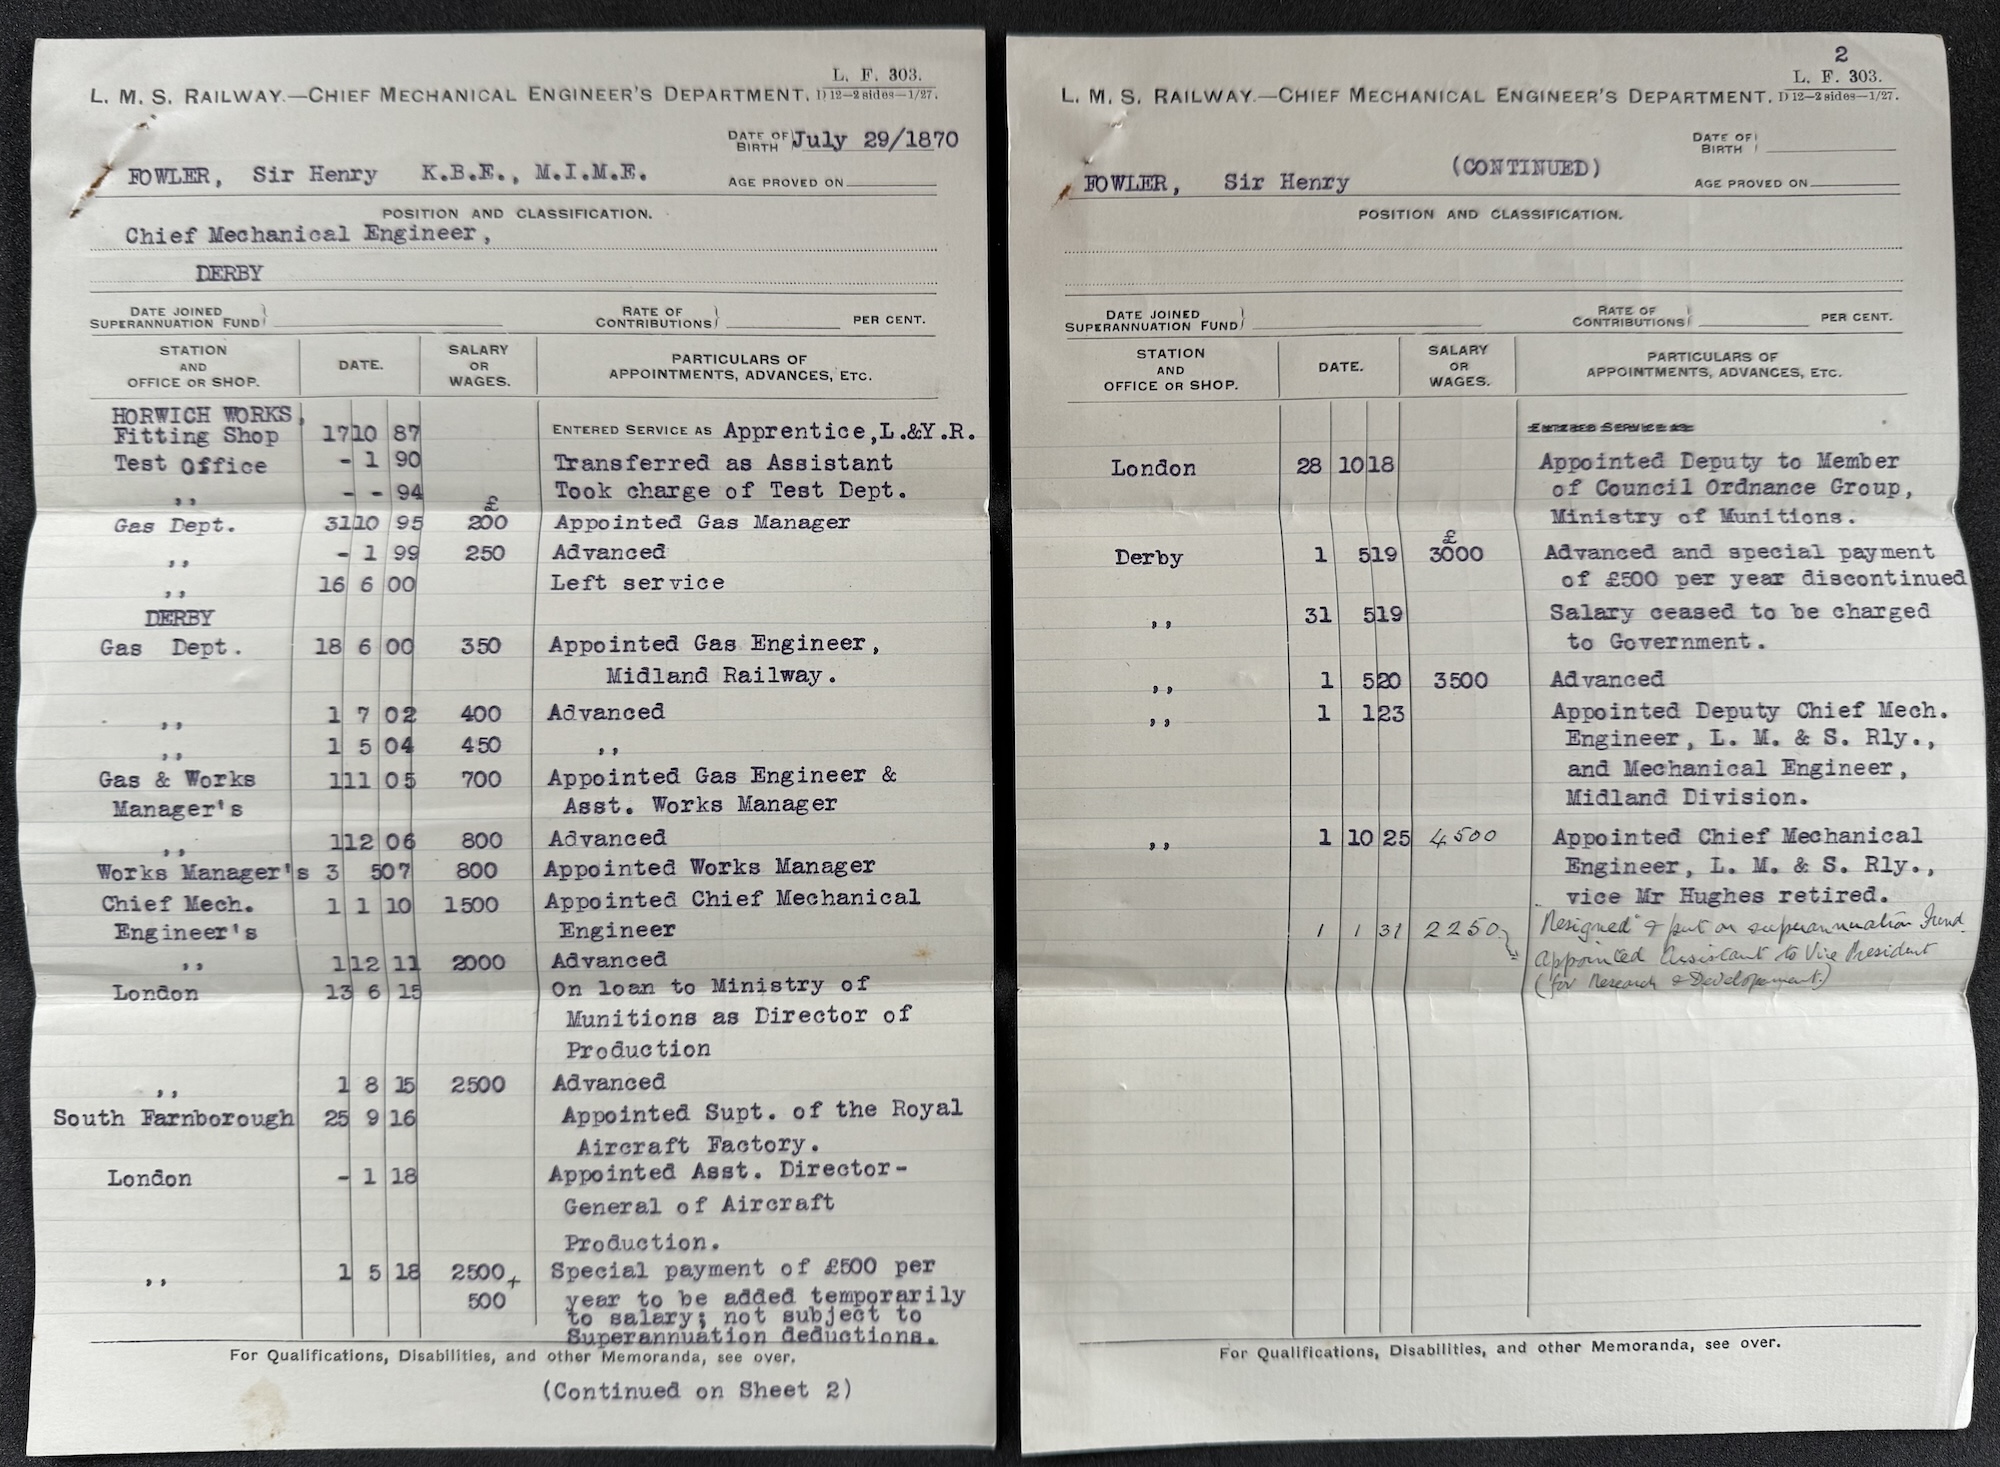 L. F. 303.
L. M. S. RAILWAY.—CHIEF MECHANICAL ENGINEER'S DEPARTMENT. D 12—2 sides—1/27.
DATE OF BIRTH } July 29/1870
FOWLER, Sir Henry K.B.E., M.I.M.E.
AGE PROVED ON
POSITION AND CLASSIFICATION.
Chief Mechanical Engineer,
DERBY
DATE JOINED SUPERANNUATION FUND } RATE OF CONTRIBUTIONS } PER CENT.
STATION AND OFFICE OR SHOP. DATE. SALARY OR WAGES. PARTICULARS OF APPOINTMENTS, ADVANCES, ETC.
HORWICH WORKS,
Fitting Shop 17 10 87 ENTERED SERVICE AS Apprentice, L.&Y.R.
Test Office - 1 90 Transferred as Assistant
,, - - 94 Took charge of Test Dept.
£
Gas Dept. 31 10 95 200 Appointed Gas Manager
,, - 1 99 250 Advanced
,, 16 6 00 Left service
DERBY
Gas Dept. 18 6 00 350 Appointed Gas Engineer,
Midland Railway.
,, 1 7 02 400 Advanced
,, 1 5 04 450 ,,
Gas & Works 1 11 05 700 Appointed Gas Engineer &
Manager's Asst. Works Manager
,, 1 12 06 800 Advanced
Works Manager's 3 5 07 800 Appointed Works Manager
Chief Mech. 1 1 10 1500 Appointed Chief Mechanical
Engineer's Engineer
,, 1 12 11 2000 Advanced
London 13 6 15 On loan to Ministry of
Munitions as Director of
Production
,, 1 8 15 2500 Advanced
South Farnborough 25 9 16 Appointed Supt. of the Royal
Aircraft Factory.
London - 1 18 Appointed Asst. Director-
General of Aircraft
Production.
,, 1 5 18 2500 + Special payment of £500 per
500 year to be added temporarily
to salary; not subject to
Superannuation deductions.
For Qualifications, Disabilities, and other Memoranda, see over.
(Continued on Sheet 2)
2
L. F. 303.
L. M. S. RAILWAY.—CHIEF MECHANICAL ENGINEER'S DEPARTMENT. D 12—2 sides—1/27.
DATE OF BIRTH }
(CONTINUED)
FOWLER, Sir Henry
AGE PROVED ON
POSITION AND CLASSIFICATION.
DATE JOINED SUPERANNUATION FUND } RATE OF CONTRIBUTIONS } PER CENT.
STATION AND OFFICE OR SHOP. DATE. SALARY OR WAGES. PARTICULARS OF APPOINTMENTS, ADVANCES, ETC.
ENTERED SERVICE AS
London 28 10 18 Appointed Deputy to Member
of Council Ordnance Group,
Ministry of Munitions.
£
Derby 1 5 19 3000 Advanced and special payment
of £500 per year discontinued
,, 31 5 19 Salary ceased to be charged
to Government.
,, 1 5 20 3500 Advanced
,, 1 1 23 Appointed Deputy Chief Mech.
Engineer, L. M. & S. Rly.,
and Mechanical Engineer,
Midland Division.
,, 1 10 25 4500 Appointed Chief Mechanical
Engineer, L. M. & S. Rly.,
vice Mr Hughes retired.
1 1 31 2250 "Resigned" & put on superannuation Fund.
appointed Assistant to Vice President
(for Research & Development.)
For Qualifications, Disabilities, and other Memoranda, see over.